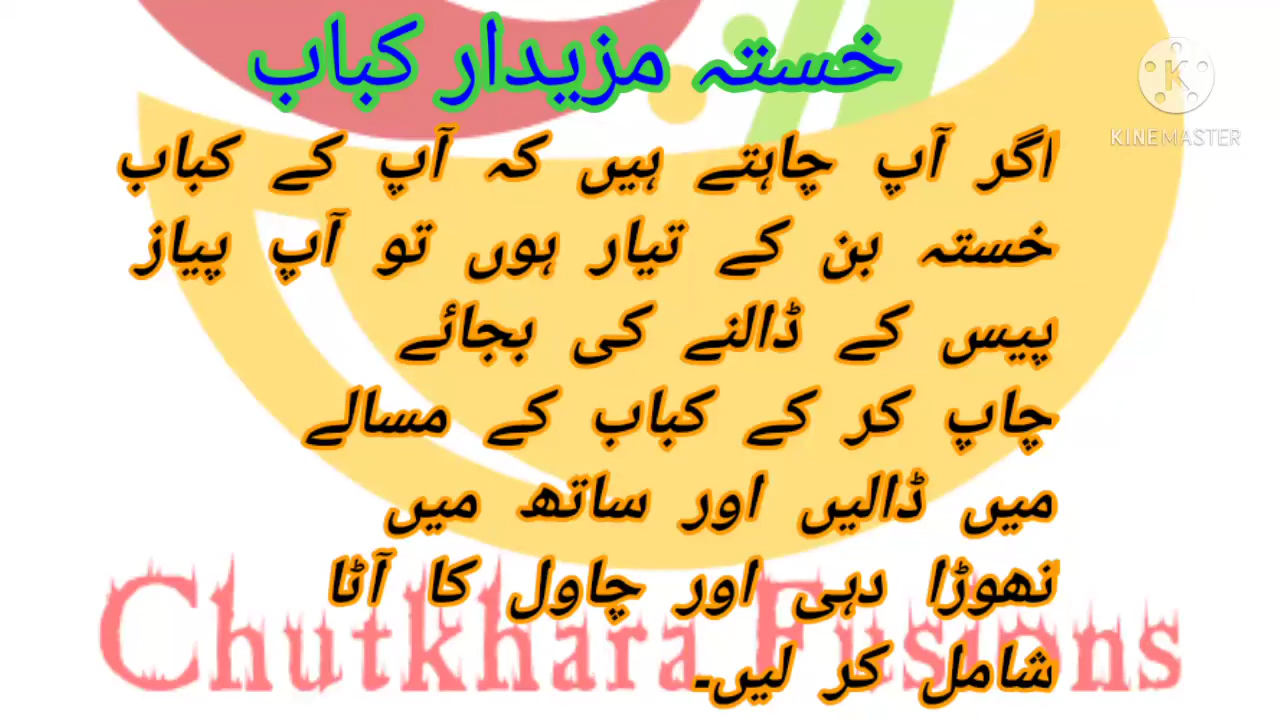 خستہ مزیدار کباب
KINEMASTER
اگر آپ چاہتے ہیں کہ آپ کے کباب
خستہ بن کے تیار ہوں تو آپ پیاز
پیس کے ڈالنے کی بجائے
چاپ کر کے کباب کے مسالے
میں ڈالیں اور ساتھ میں
تھوڑا دہی اور چاول کا آٹا
شامل کر لیں۔
Chutkhara Fusions